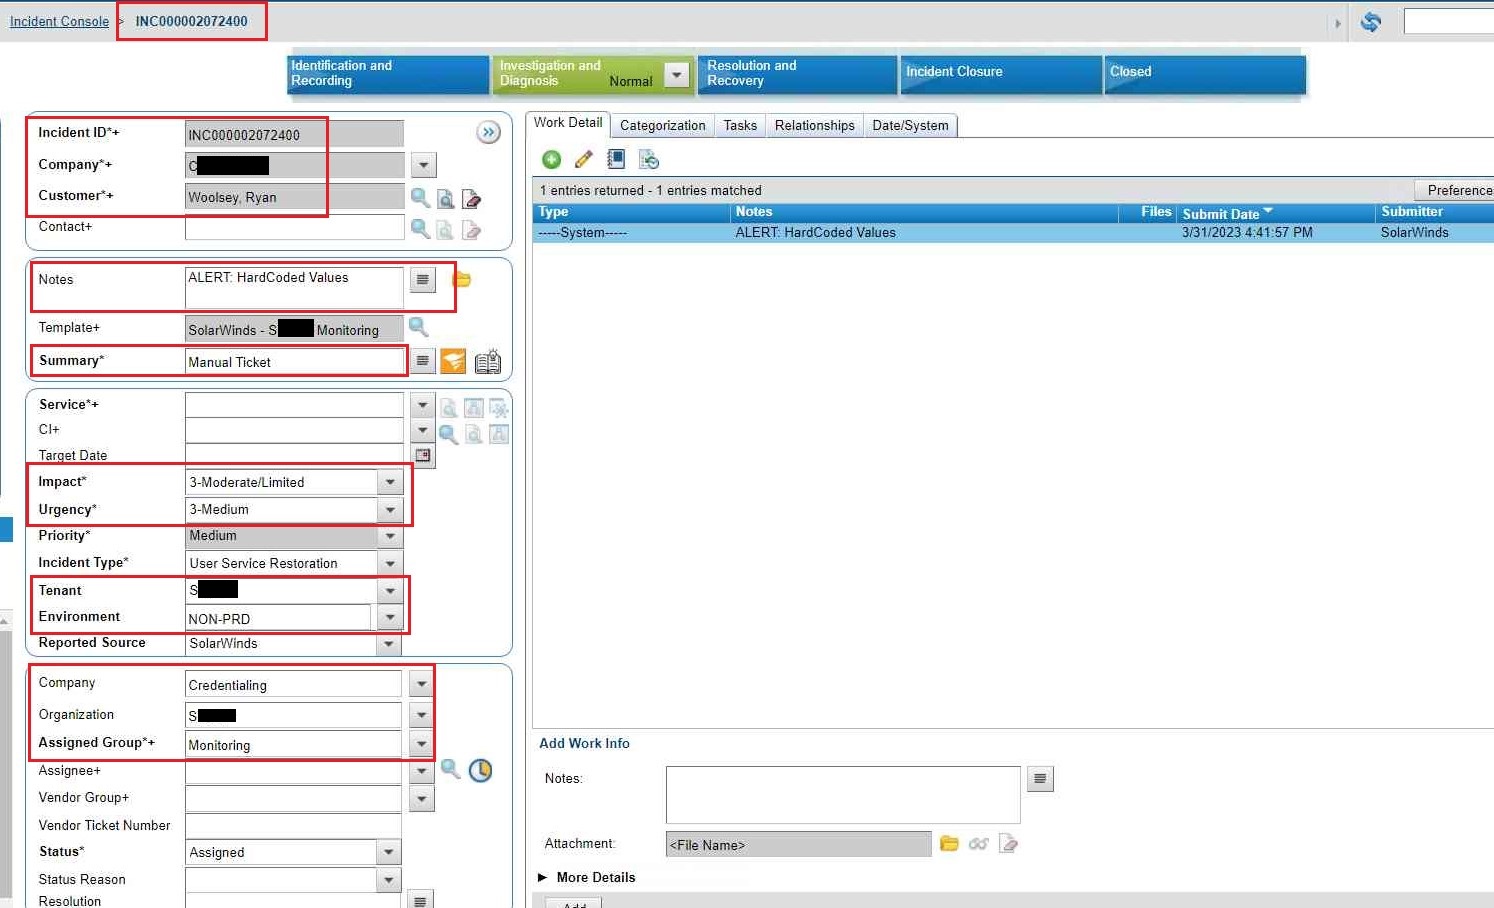 Incident Console > INC000002072400
Identification and Recording
Investigation and Diagnosis Normal
Resolution and Recovery
Incident Closure
Closed
Incident ID*+ INC000002072400
Company*+ C
Customer*+ Woolsey, Ryan
Contact+
Notes ALERT: HardCoded Values
Template+ SolarWinds - S Monitoring
Summary* Manual Ticket
Service*+
CI+
Target Date
Impact* 3-Moderate/Limited
Urgency* 3-Medium
Priority* Medium
Incident Type* User Service Restoration
Tenant S
Environment NON-PRD
Reported Source SolarWinds
Company Credentialing
Organization S
Assigned Group*+ Monitoring
Assignee+
Vendor Group+
Vendor Ticket Number
Status* Assigned
Status Reason
Resolution
Work Detail Categorization Tasks Relationships Date/System
1 entries returned - 1 entries matched Preference
Type Notes Files Submit Date Submitter
-----System----- ALERT: HardCoded Values 3/31/2023 4:41:57 PM SolarWinds
Add Work Info
Notes:
Attachment: <File Name>
More Details
Add